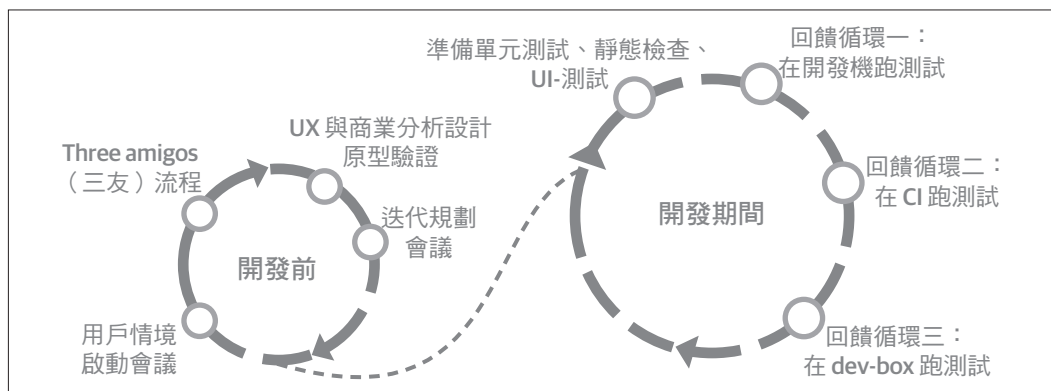 Three amigos
（三友）流程
UX 與商業分析設計
原型驗證
迭代規劃
會議
開發前
用戶情境
啟動會議
準備單元測試、靜態檢查、
UI-測試
回饋循環一：
在開發機跑測試
回饋循環二：
在 CI 跑測試
開發期間
回饋循環三：
在 dev-box 跑測試